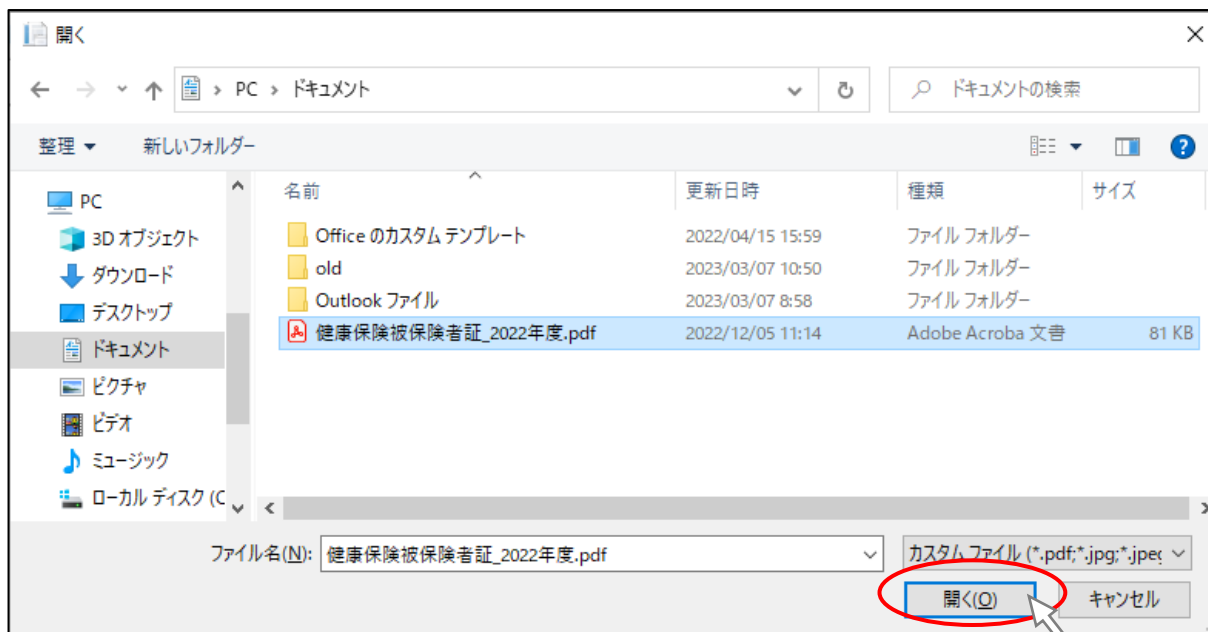 開く
PC › ドキュメント
ドキュメントの検索
整理 新しいフォルダー
名前 更新日時 種類 サイズ
PC
3D オブジェクト
ダウンロード
デスクトップ
ドキュメント
ピクチャ
ビデオ
ミュージック
ローカル ディスク (C
Office のカスタム テンプレート 2022/04/15 15:59 ファイル フォルダー
old 2023/03/07 10:50 ファイル フォルダー
Outlook ファイル 2023/03/07 8:58 ファイル フォルダー
健康保険被保険者証_2022年度.pdf 2022/12/05 11:14 Adobe Acroba 文書 81 KB
ファイル名(N): 健康保険被保険者証_2022年度.pdf カスタム ファイル (*.pdf;*.jpg;*.jpeg
開く(O) キャンセル